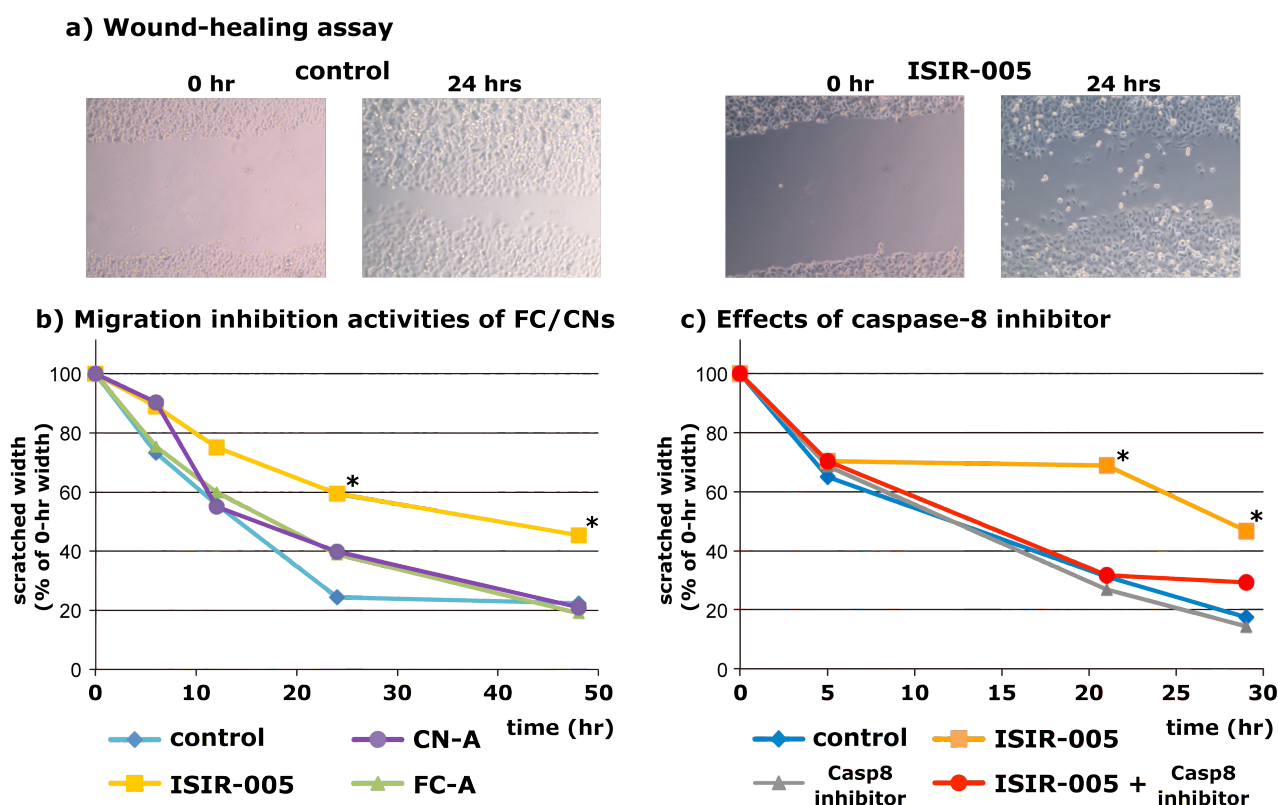 a) Wound-healing assay
control
0 hr
24 hrs
ISIR-005
0 hr
24 hrs
b) Migration inhibition activities of FC/CNs
scratched width
(% of 0-hr width)
100
80
60
40
20
0
*
*
0 10 20 30 40 50
time (hr)
control
CN-A
ISIR-005
FC-A
c) Effects of caspase-8 inhibitor
scratched width
(% of 0-hr width)
100
80
60
40
20
0
*
*
0 5 10 15 20 25 30
time (hr)
control
ISIR-005
Casp8
inhibitor
ISIR-005 + Casp8
inhibitor